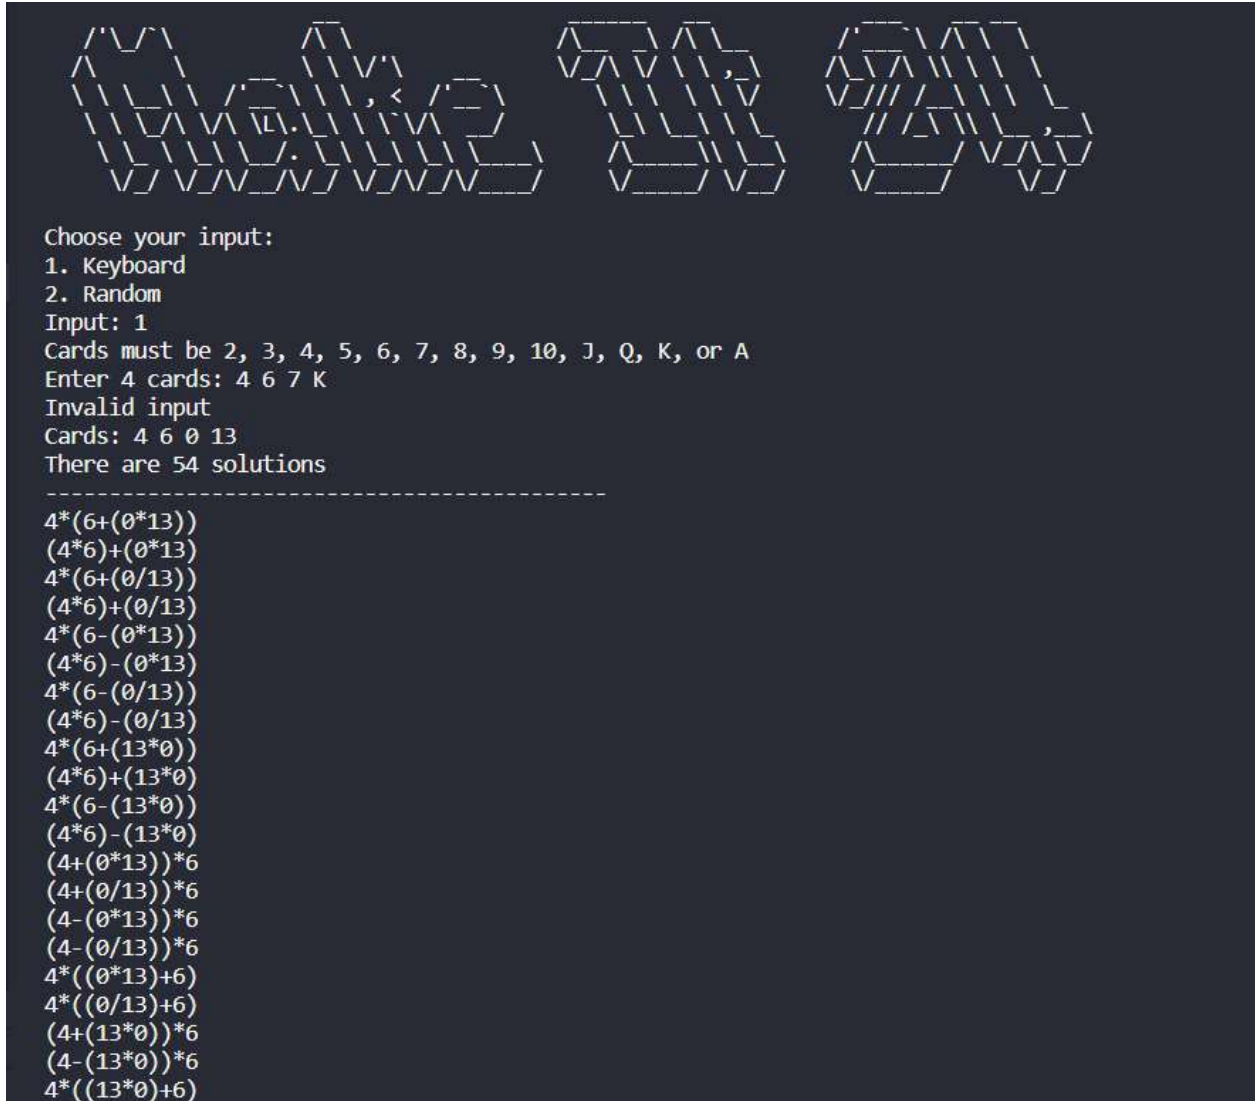 Make It 24
Choose your input:
1. Keyboard
2. Random
Input: 1
Cards must be 2, 3, 4, 5, 6, 7, 8, 9, 10, J, Q, K, or A
Enter 4 cards: 4 6 7 K
Invalid input
Cards: 4 6 0 13
There are 54 solutions
--------------------------------------------
4*(6+(0*13))
(4*6)+(0*13)
4*(6+(0/13))
(4*6)+(0/13)
4*(6-(0*13))
(4*6)-(0*13)
4*(6-(0/13))
(4*6)-(0/13)
4*(6+(13*0))
(4*6)+(13*0)
4*(6-(13*0))
(4*6)-(13*0)
(4+(0*13))*6
(4+(0/13))*6
(4-(0*13))*6
(4-(0/13))*6
4*((0*13)+6)
4*((0/13)+6)
(4+(13*0))*6
(4-(13*0))*6
4*((13*0)+6)